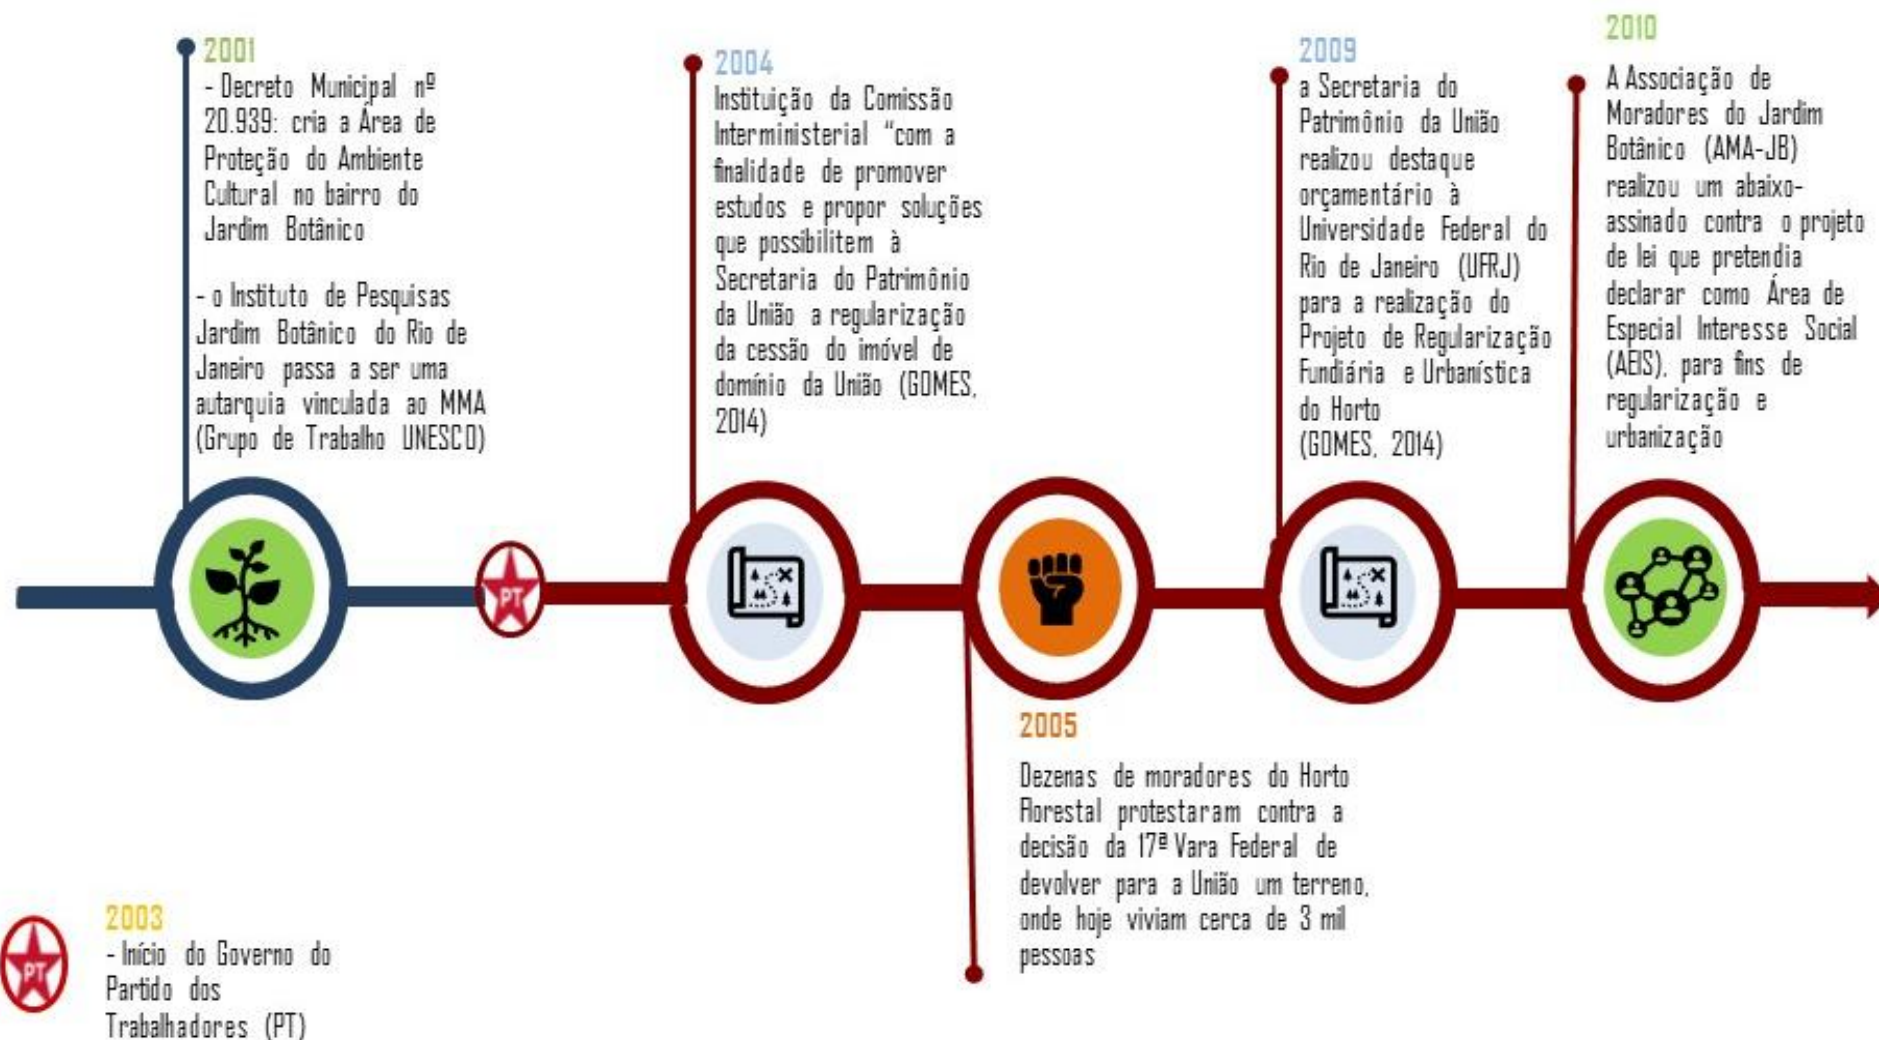 2001
- Decreto Municipal nº
20.939: cria a Área de
Proteção do Ambiente
Cultural no bairro do
Jardim Botânico
- o Instituto de Pesquisas
Jardim Botânico do Rio de
Janeiro passa a ser uma
autarquia vinculada ao MMA
(Grupo de Trabalho UNESCO)
2004
Instituição da Comissão
Interministerial “com a
finalidade de promover
estudos e propor soluções
que possibilitem à
Secretaria do Patrimônio
da União a regularização
da cessão do imóvel de
domínio da União (GOMES,
2014)
2009
a Secretaria do
Patrimônio da União
realizou destaque
orçamentário à
Universidade Federal do
Rio de Janeiro (UFRJ)
para a realização do
Projeto de Regularização
Fundiária e Urbanística
do Horto
(GOMES, 2014)
2010
A Associação de
Moradores do Jardim
Botânico (AMA-JB)
realizou um abaixo-
assinado contra o projeto
de lei que pretendia
declarar como Área de
Especial Interesse Social
(AEIS), para fins de
regularização e
urbanização
PT
2005
Dezenas de moradores do Horto
Florestal protestaram contra a
decisão da 17ª Vara Federal de
devolver para a União um terreno,
onde hoje viviam cerca de 3 mil
pessoas
PT
2003
- Início do Governo do
Partido dos
Trabalhadores (PT)